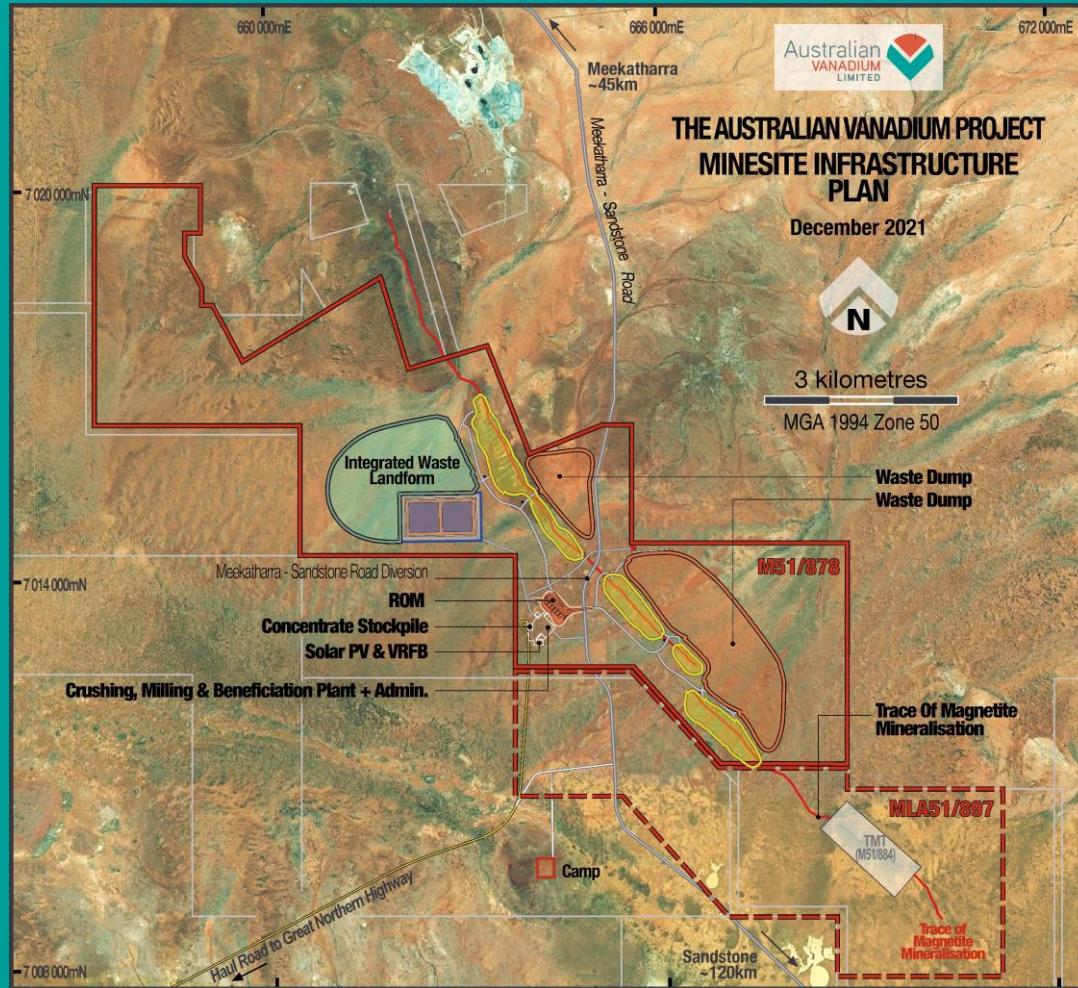 660 000mE
666 000mE
672 000mE
Australian
VANADIUM
LIMITED
Meekatharra
~45km
THE AUSTRALIAN VANADIUM PROJECT
MINESITE INFRASTRUCTURE
PLAN
December 2021
Meekatharra - Sandstone Road
7 020 000mN
N
3 kilometres
MGA 1994 Zone 50
Integrated Waste
Landform
Waste Dump
Waste Dump
M51/878
Meekatharra - Sandstone Road Diversion
7 014 000mN
ROM
Concentrate Stockpile
Solar PV & VRFB
Crushing, Milling & Beneficiation Plant + Admin.
Trace Of Magnetite
Mineralisation
MLA51/897
TMT
(M51/884)
Camp
Haul Road to Great Northern Highway
Trace of
Magnetite
Mineralisation
Sandstone
~120km
7 008 000mN